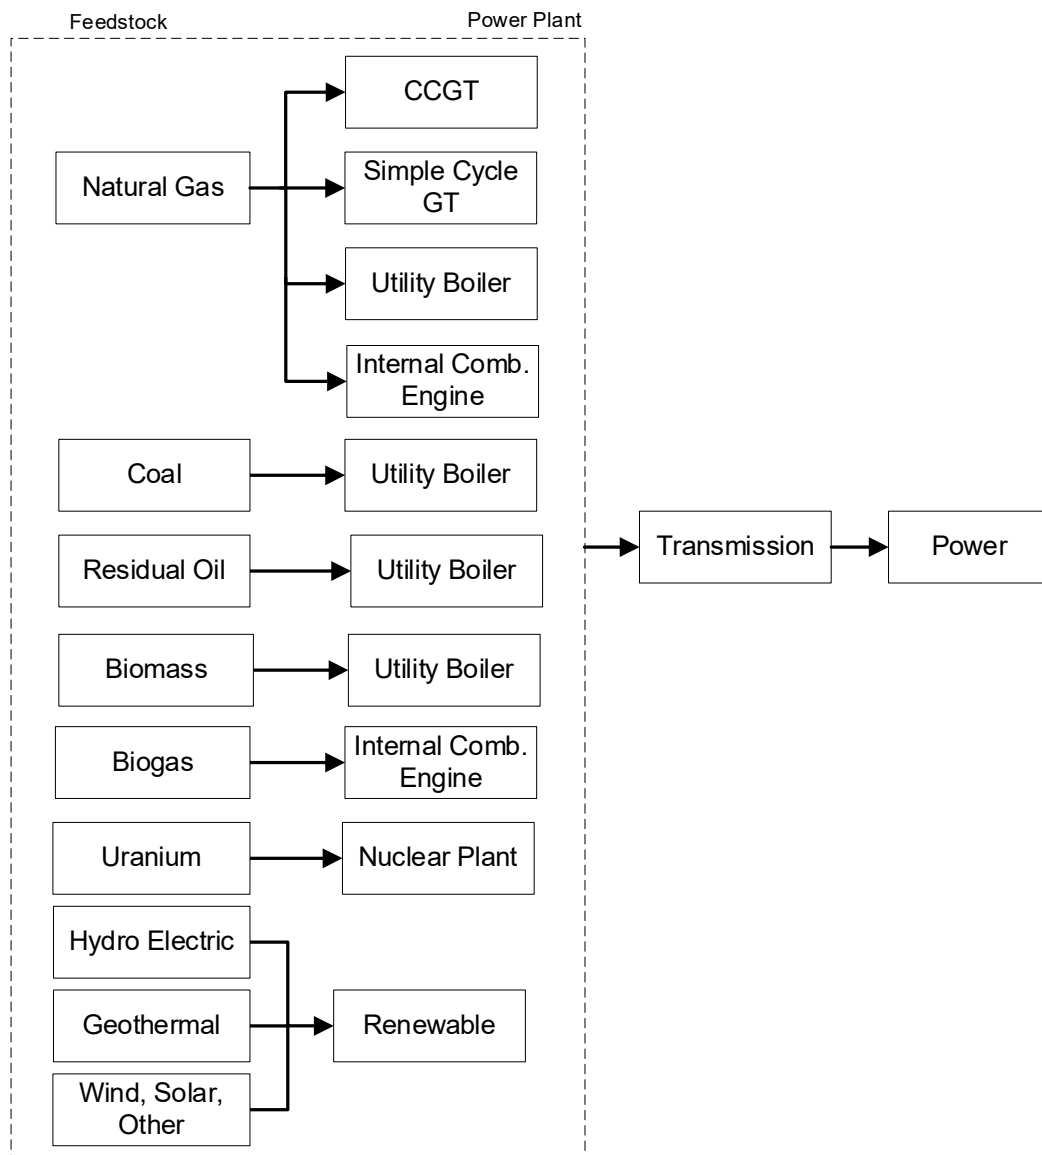 Feedstock
Power Plant
CCGT
Natural Gas
Simple Cycle
GT
Utility Boiler
Internal Comb.
Engine
Coal
Utility Boiler
Residual Oil
Utility Boiler
Transmission
Power
Biomass
Utility Boiler
Biogas
Internal Comb.
Engine
Uranium
Nuclear Plant
Hydro Electric
Geothermal
Renewable
Wind, Solar,
Other